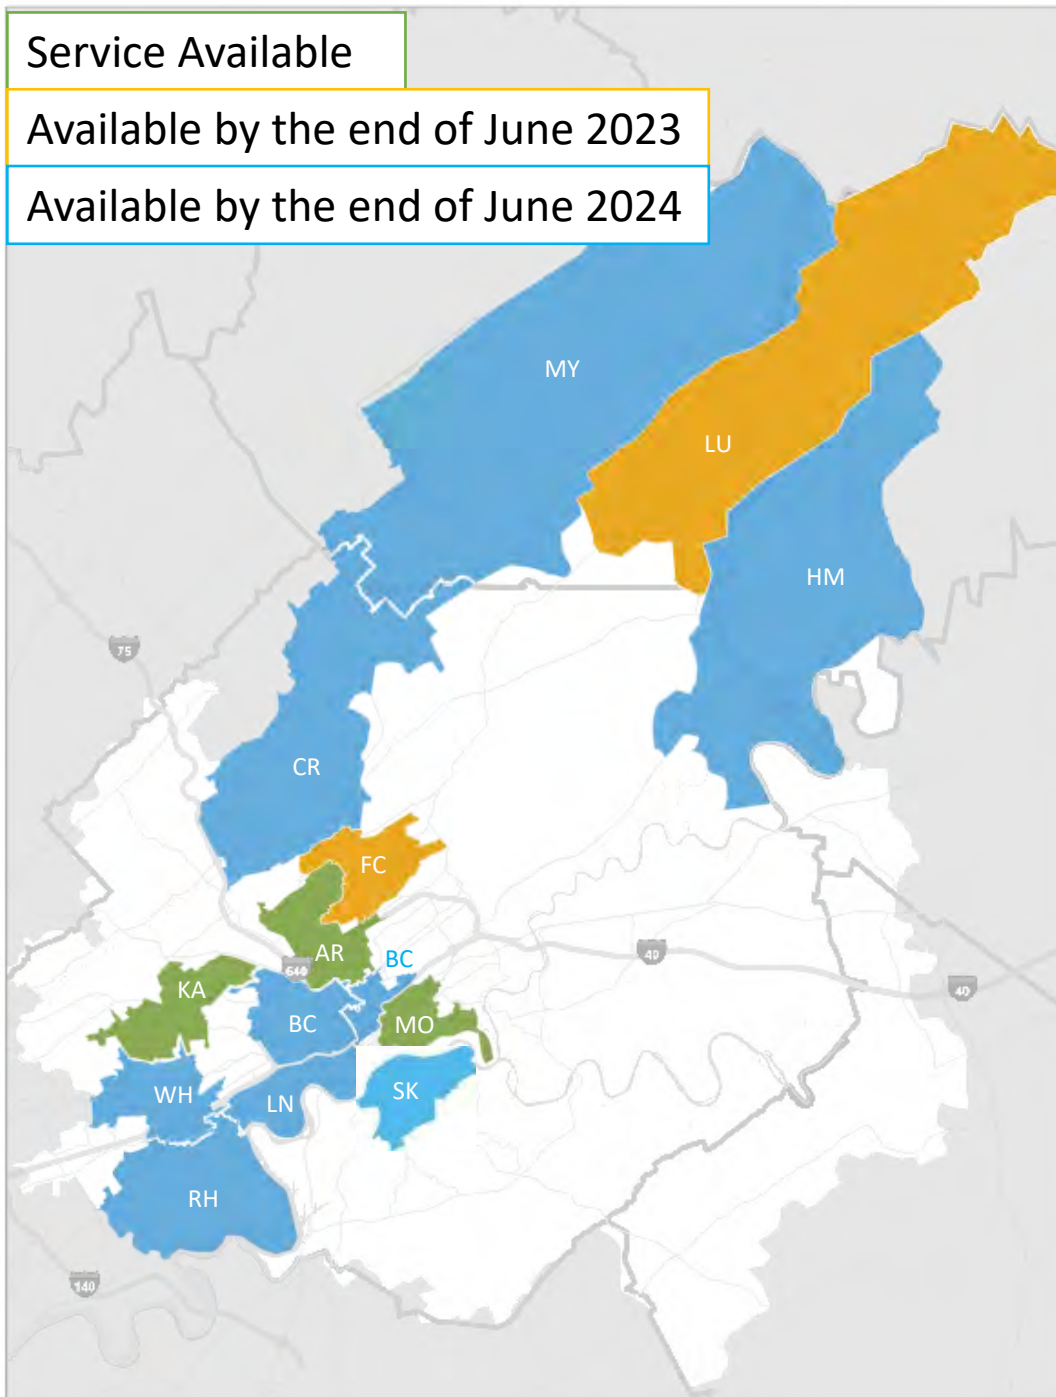 Service Available
Available by the end of June 2023
Available by the end of June 2024
MY
LU
HM
75
CR
FC
AR
BC
640
40
40
KA
BC
MO
WH
LN
SK
RH
140